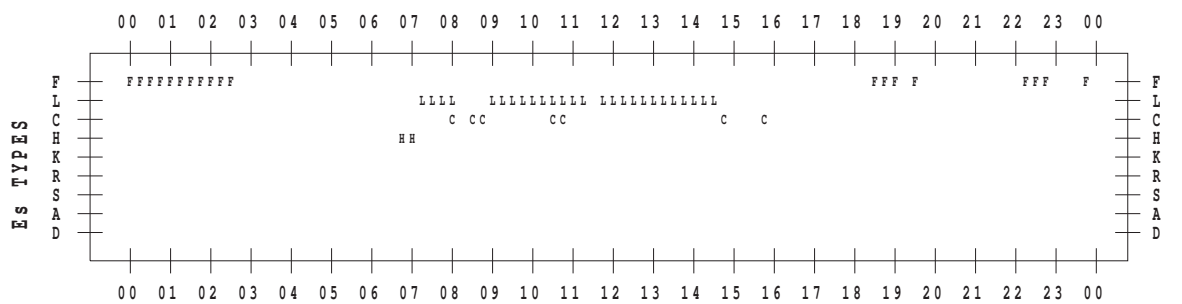 00 01 02 03 04 05 06 07 08 09 10 11 12 13 14 15 16 17 18 19 20 21 22 23 00
F FFFFFFFFFFF FFF F FFF F F
L LLLL LLLLLLLLLL LLLLLLLLLLLL L
C C CC CC C C C
H HH H
K K
R R
S S
A A
D D
Es TYPES
00 01 02 03 04 05 06 07 08 09 10 11 12 13 14 15 16 17 18 19 20 21 22 23 00